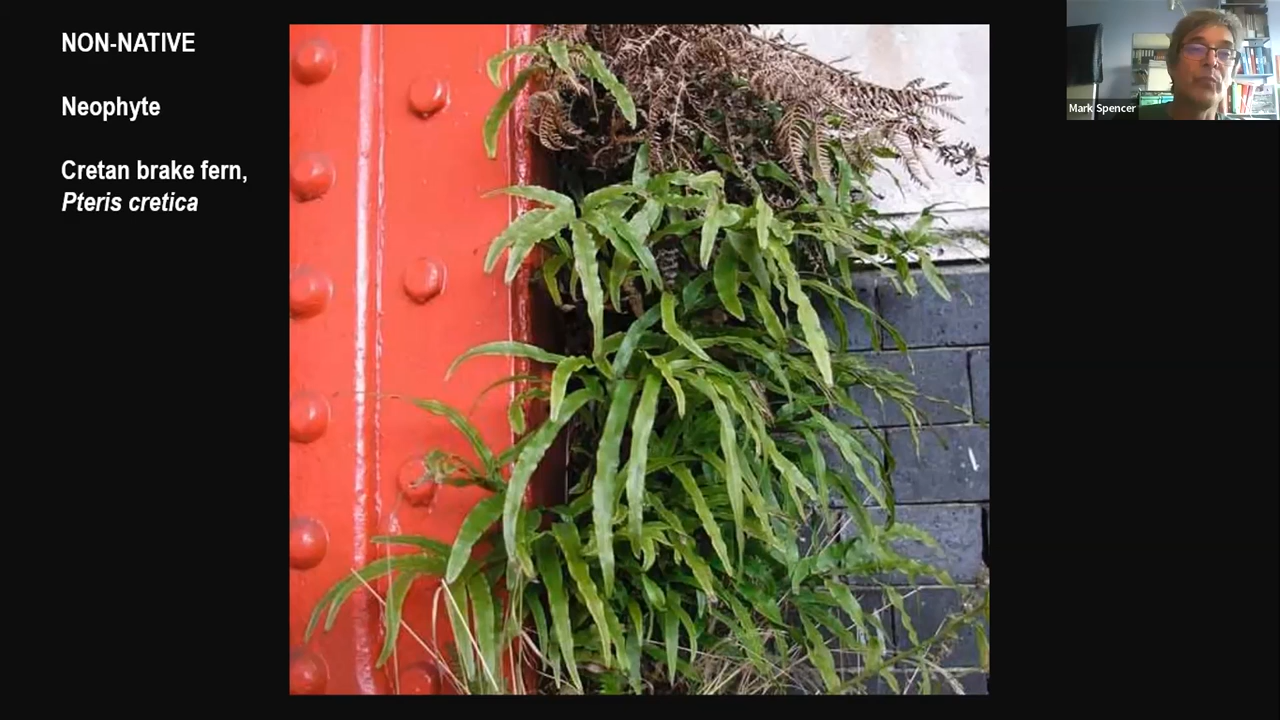 NON-NATIVE
Neophyte
Cretan brake fern,
Pteris cretica
Mark Spencer